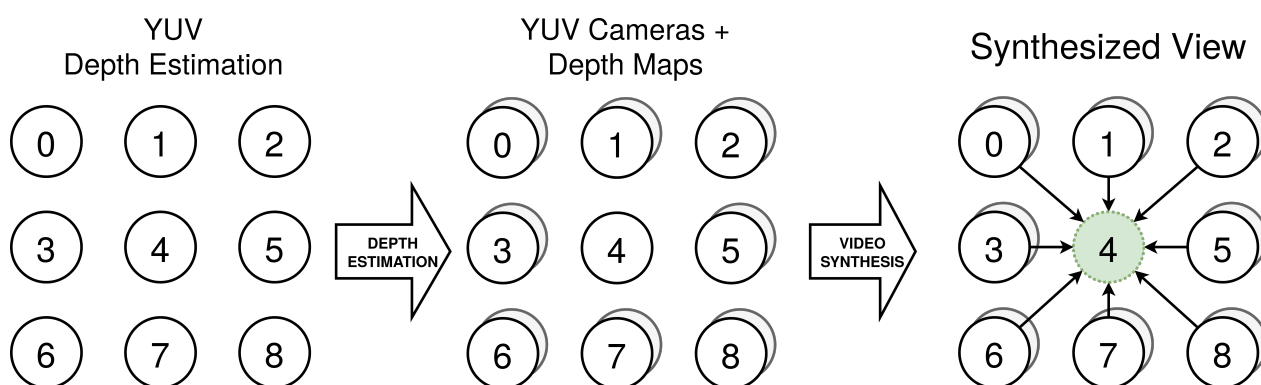 YUV
Depth Estimation
YUV Cameras +
Depth Maps
Synthesized View
0 1 2
3 4 5
6 7 8
DEPTH
ESTIMATION
0 1 2
3 4 5
6 7 8
VIDEO
SYNTHESIS
0 1 2
3 4 5
6 7 8